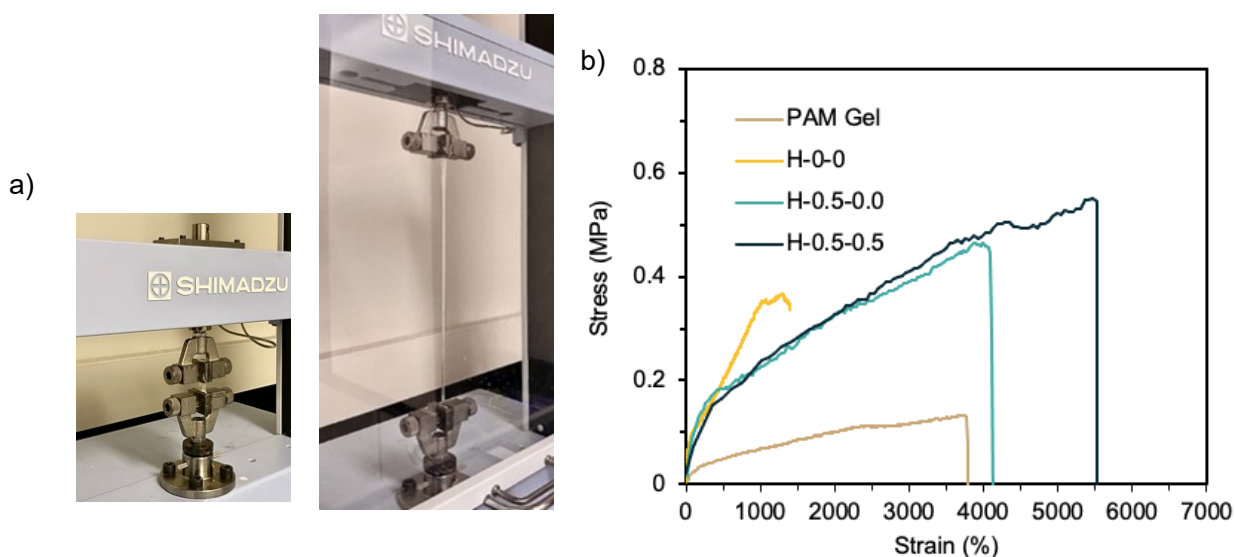 a)
SHIMADZU
SHIMADZU
b)
0.8
0.6
0.4
0.2
0
Stress (MPa)
PAM Gel
H-0-0
H-0.5-0.0
H-0.5-0.5
0 1000 2000 3000 4000 5000 6000 7000
Strain (%)